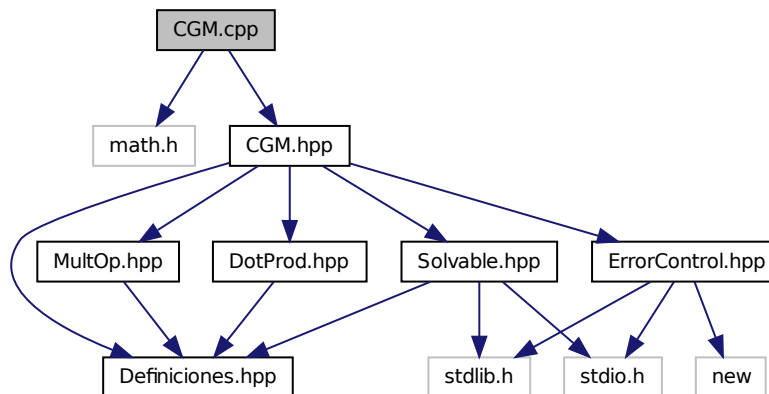 CGM.cpp
math.h
CGM.hpp
MultOp.hpp
DotProd.hpp
Solvable.hpp
ErrorControl.hpp
Definiciones.hpp
stdlib.h
stdio.h
new